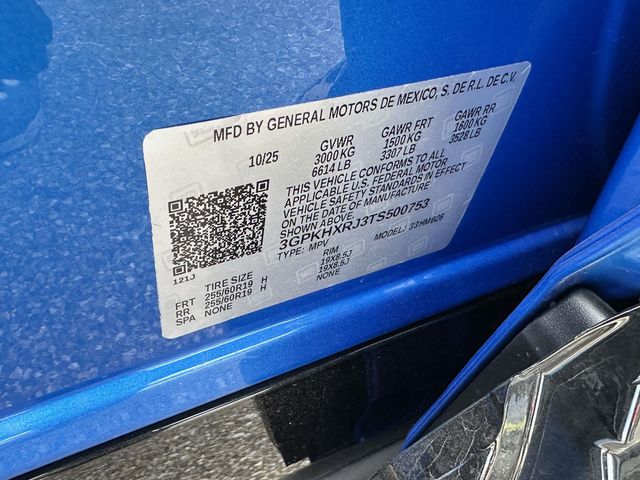 MFD BY GENERAL MOTORS DE MEXICO, S. DE R.L. DE C.V.
10/25 GVWR GAWR FRT GAWR RR
3000 KG 1500 KG 1600 KG
6614 LB 3307 LB 3528 LB
THIS VEHICLE CONFORMS TO ALL
APPLICABLE U.S. FEDERAL MOTOR
VEHICLE SAFETY STANDARDS IN EFFECT
ON THE DATE OF MANUFACTURE
SHOWN ABOVE
3GPKHXRJ3TS500753
TYPE: MPV MODEL: 33HMB26
121J
TIRE SIZE RIM
FRT 255/60R19 H 19X8.5J
RR 255/60R19 H 19X8.5J
SPA NONE NONE